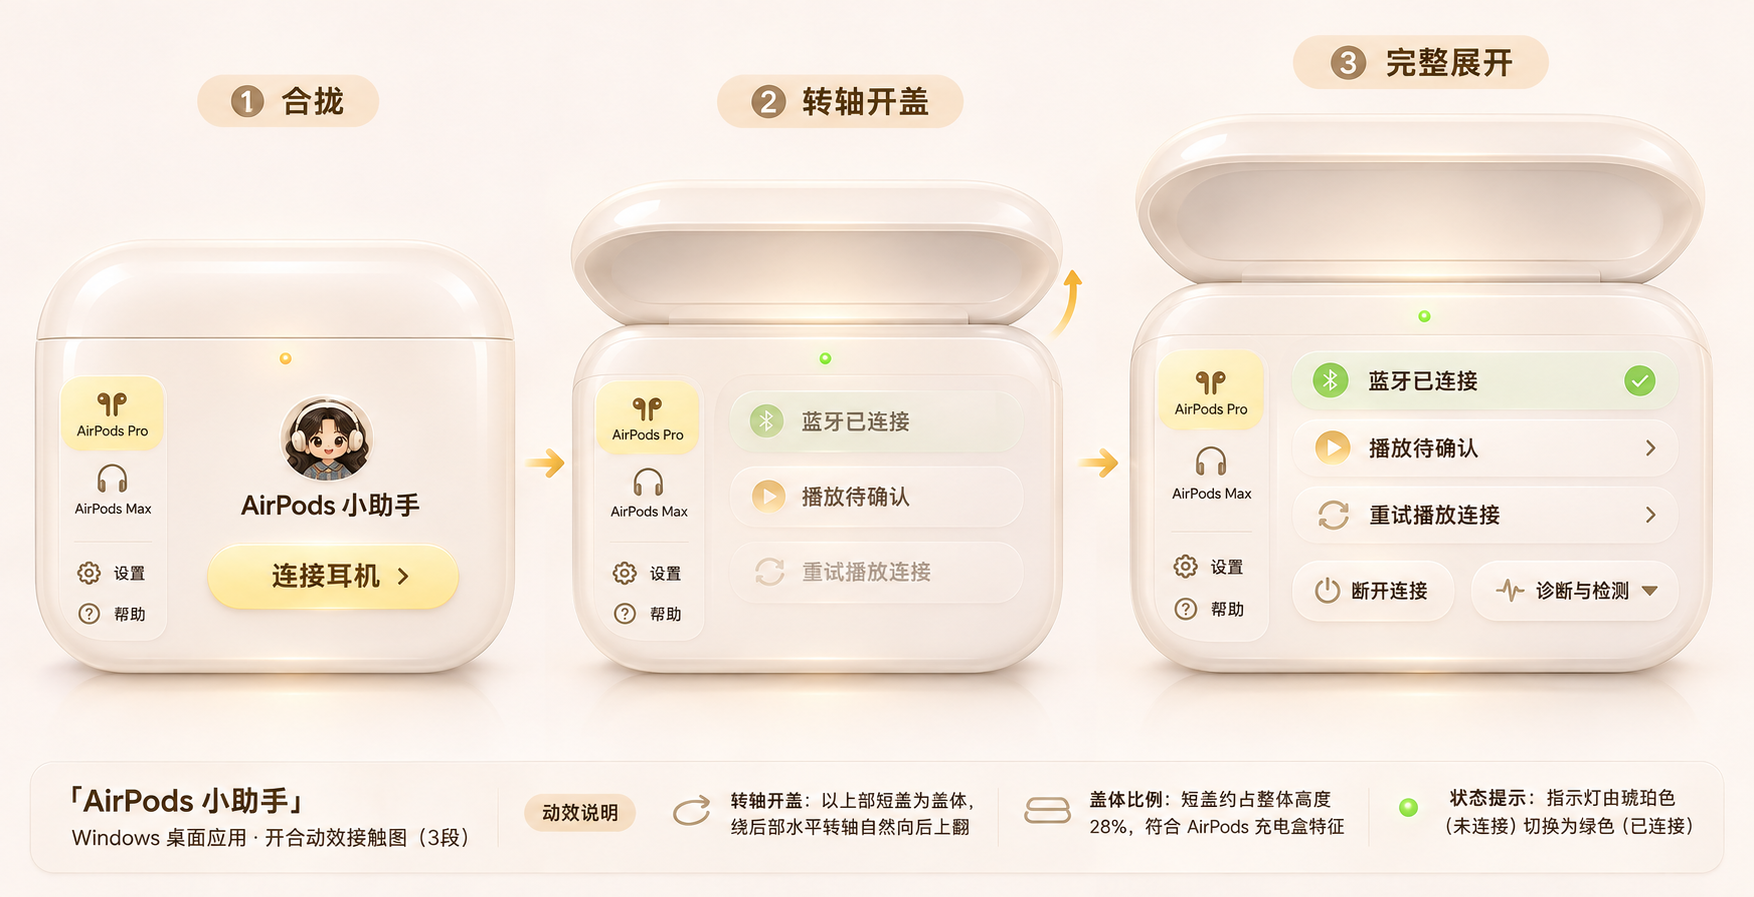 1 合拢
AirPods Pro
AirPods Max
设置
帮助
AirPods 小助手
连接耳机
2 转轴开盖
AirPods Pro
AirPods Max
设置
帮助
蓝牙已连接
播放待确认
重试播放连接
3 完整展开
AirPods Pro
AirPods Max
设置
帮助
蓝牙已连接
播放待确认
重试播放连接
断开连接
诊断与检测
「AirPods 小助手」
Windows 桌面应用 · 开合动效接触图（3段）
动效说明
转轴开盖：以上部短盖为盖体，
绕后部水平转轴自然向后上翻
盖体比例：短盖约占整体高度
28%，符合 AirPods 充电盒特征
状态提示：指示灯由琥珀色
（未连接）切换为绿色（已连接）